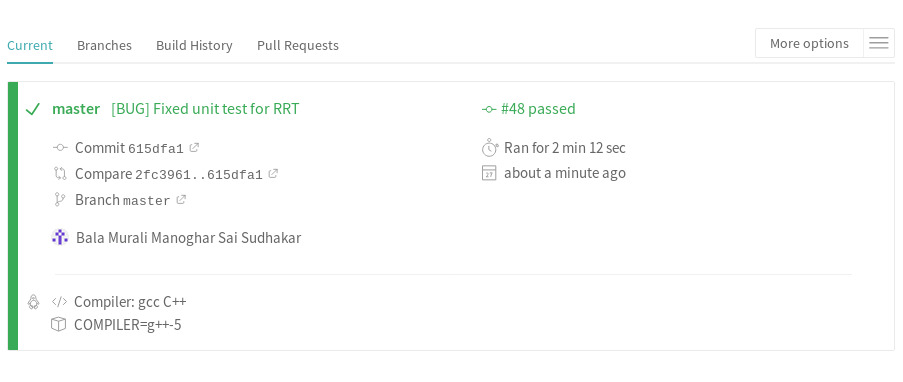 Current Branches Build History Pull Requests More options
master [BUG] Fixed unit test for RRT #48 passed
Commit 615dfa1 Ran for 2 min 12 sec
Compare 2fc3961..615dfa1 about a minute ago
Branch master
Bala Murali Manoghar Sai Sudhakar
Compiler: gcc C++
COMPILER=g++-5